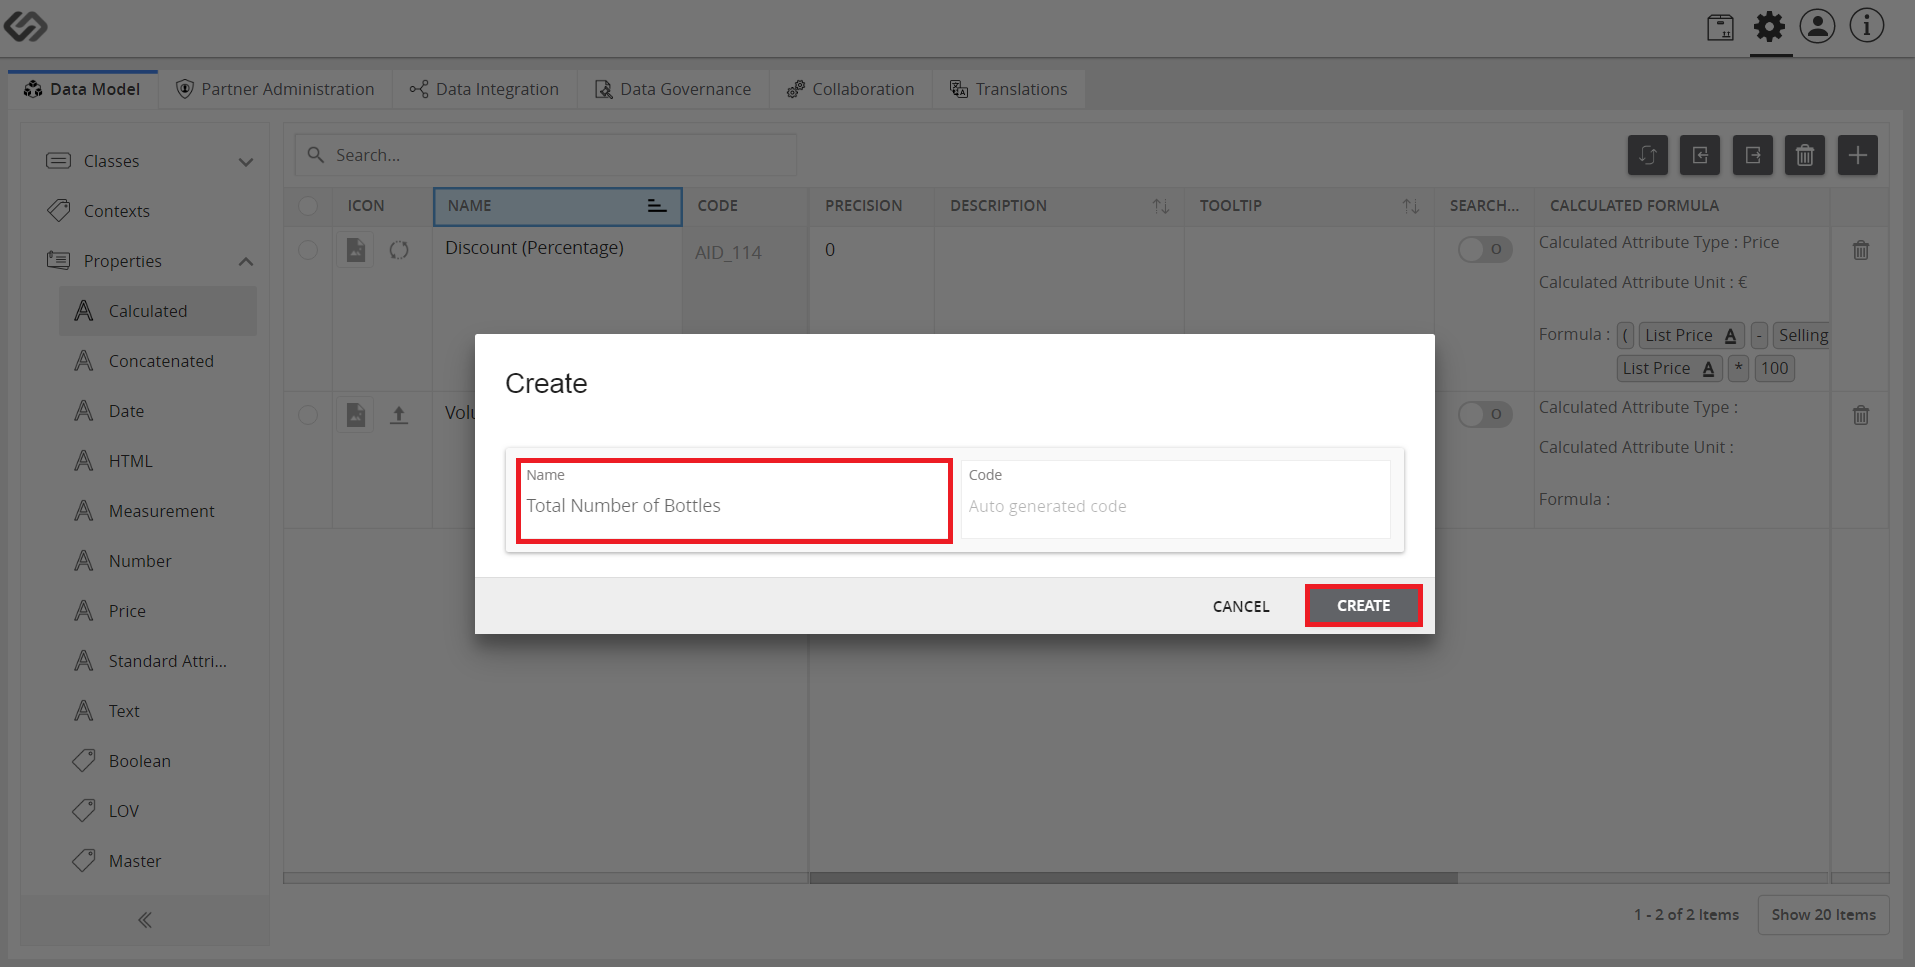 Data Model
Partner Administration
Data Integration
Data Governance
Collaboration
Translations
Classes
Contexts
Properties
Calculated
Concatenated
Date
HTML
Measurement
Number
Price
Standard Attri...
Text
Boolean
LOV
Master
Search...
ICON NAME CODE PRECISION DESCRIPTION TOOLTIP SEARCH... CALCULATED FORMULA
Discount (Percentage) AID_114 0 O
Calculated Attribute Type : Price
Calculated Attribute Unit : €
Formula : ( List Price A - Selling
List Price A * 100
O
Calculated Attribute Type :
Calculated Attribute Unit :
Formula :
Create
Name
Total Number of Bottles
Code
Auto generated code
CANCEL CREATE
1 - 2 of 2 Items Show 20 Items